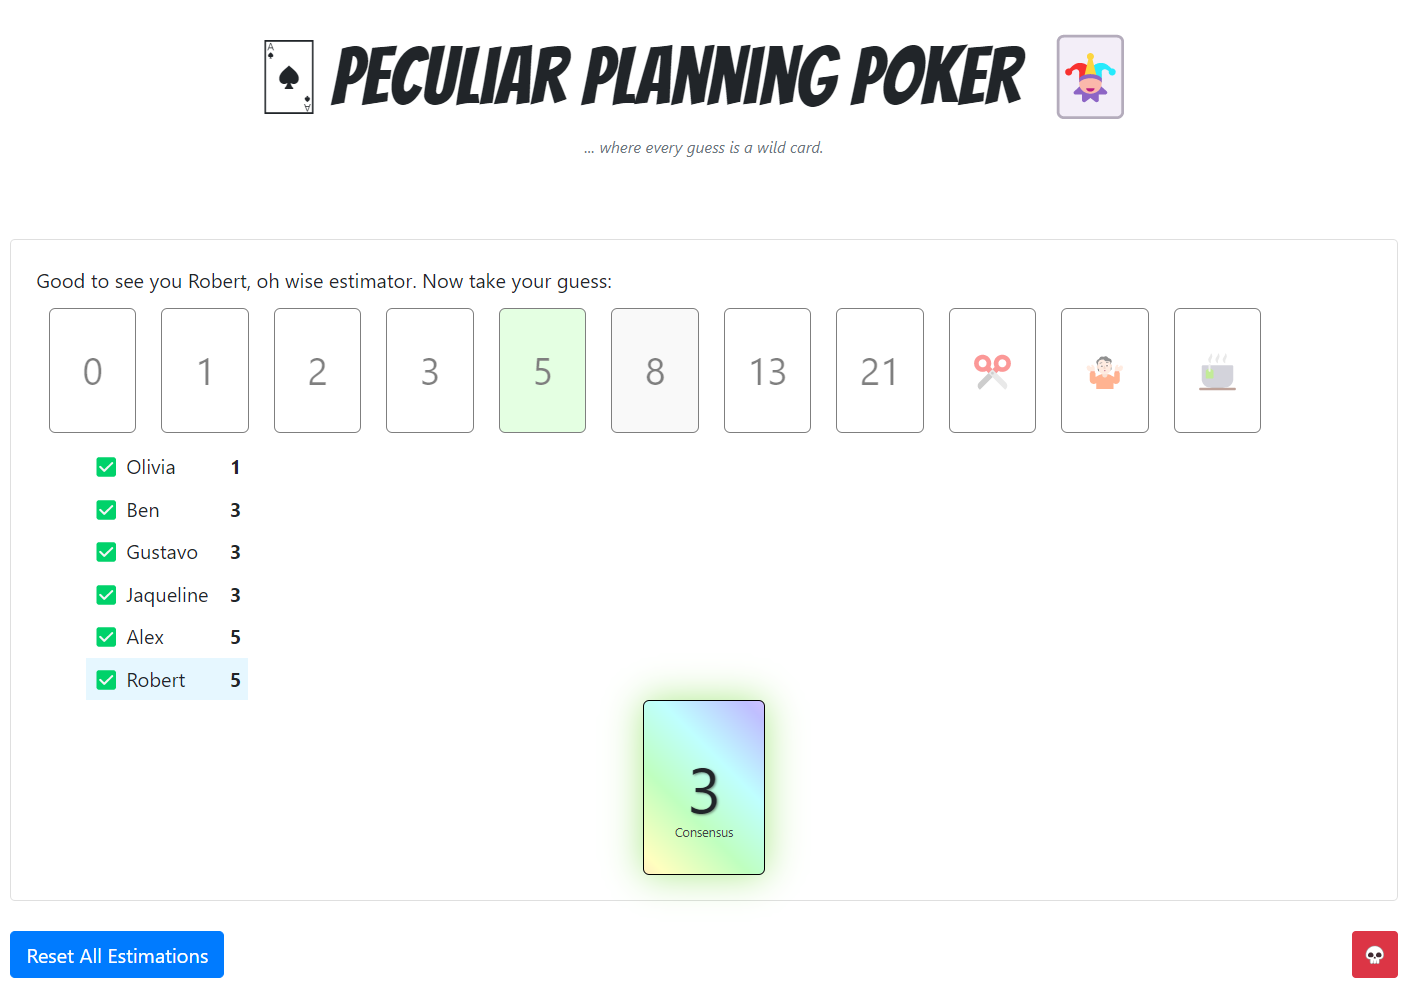 A
A
PECULIAR PLANNING POKER
... where every guess is a wild card.
Good to see you Robert, oh wise estimator. Now take your guess:
0 1 2 3 5 8 13 21
Olivia 1
Ben 3
Gustavo 3
Jaqueline 3
Alex 5
Robert 5
3
Consensus
Reset All Estimations